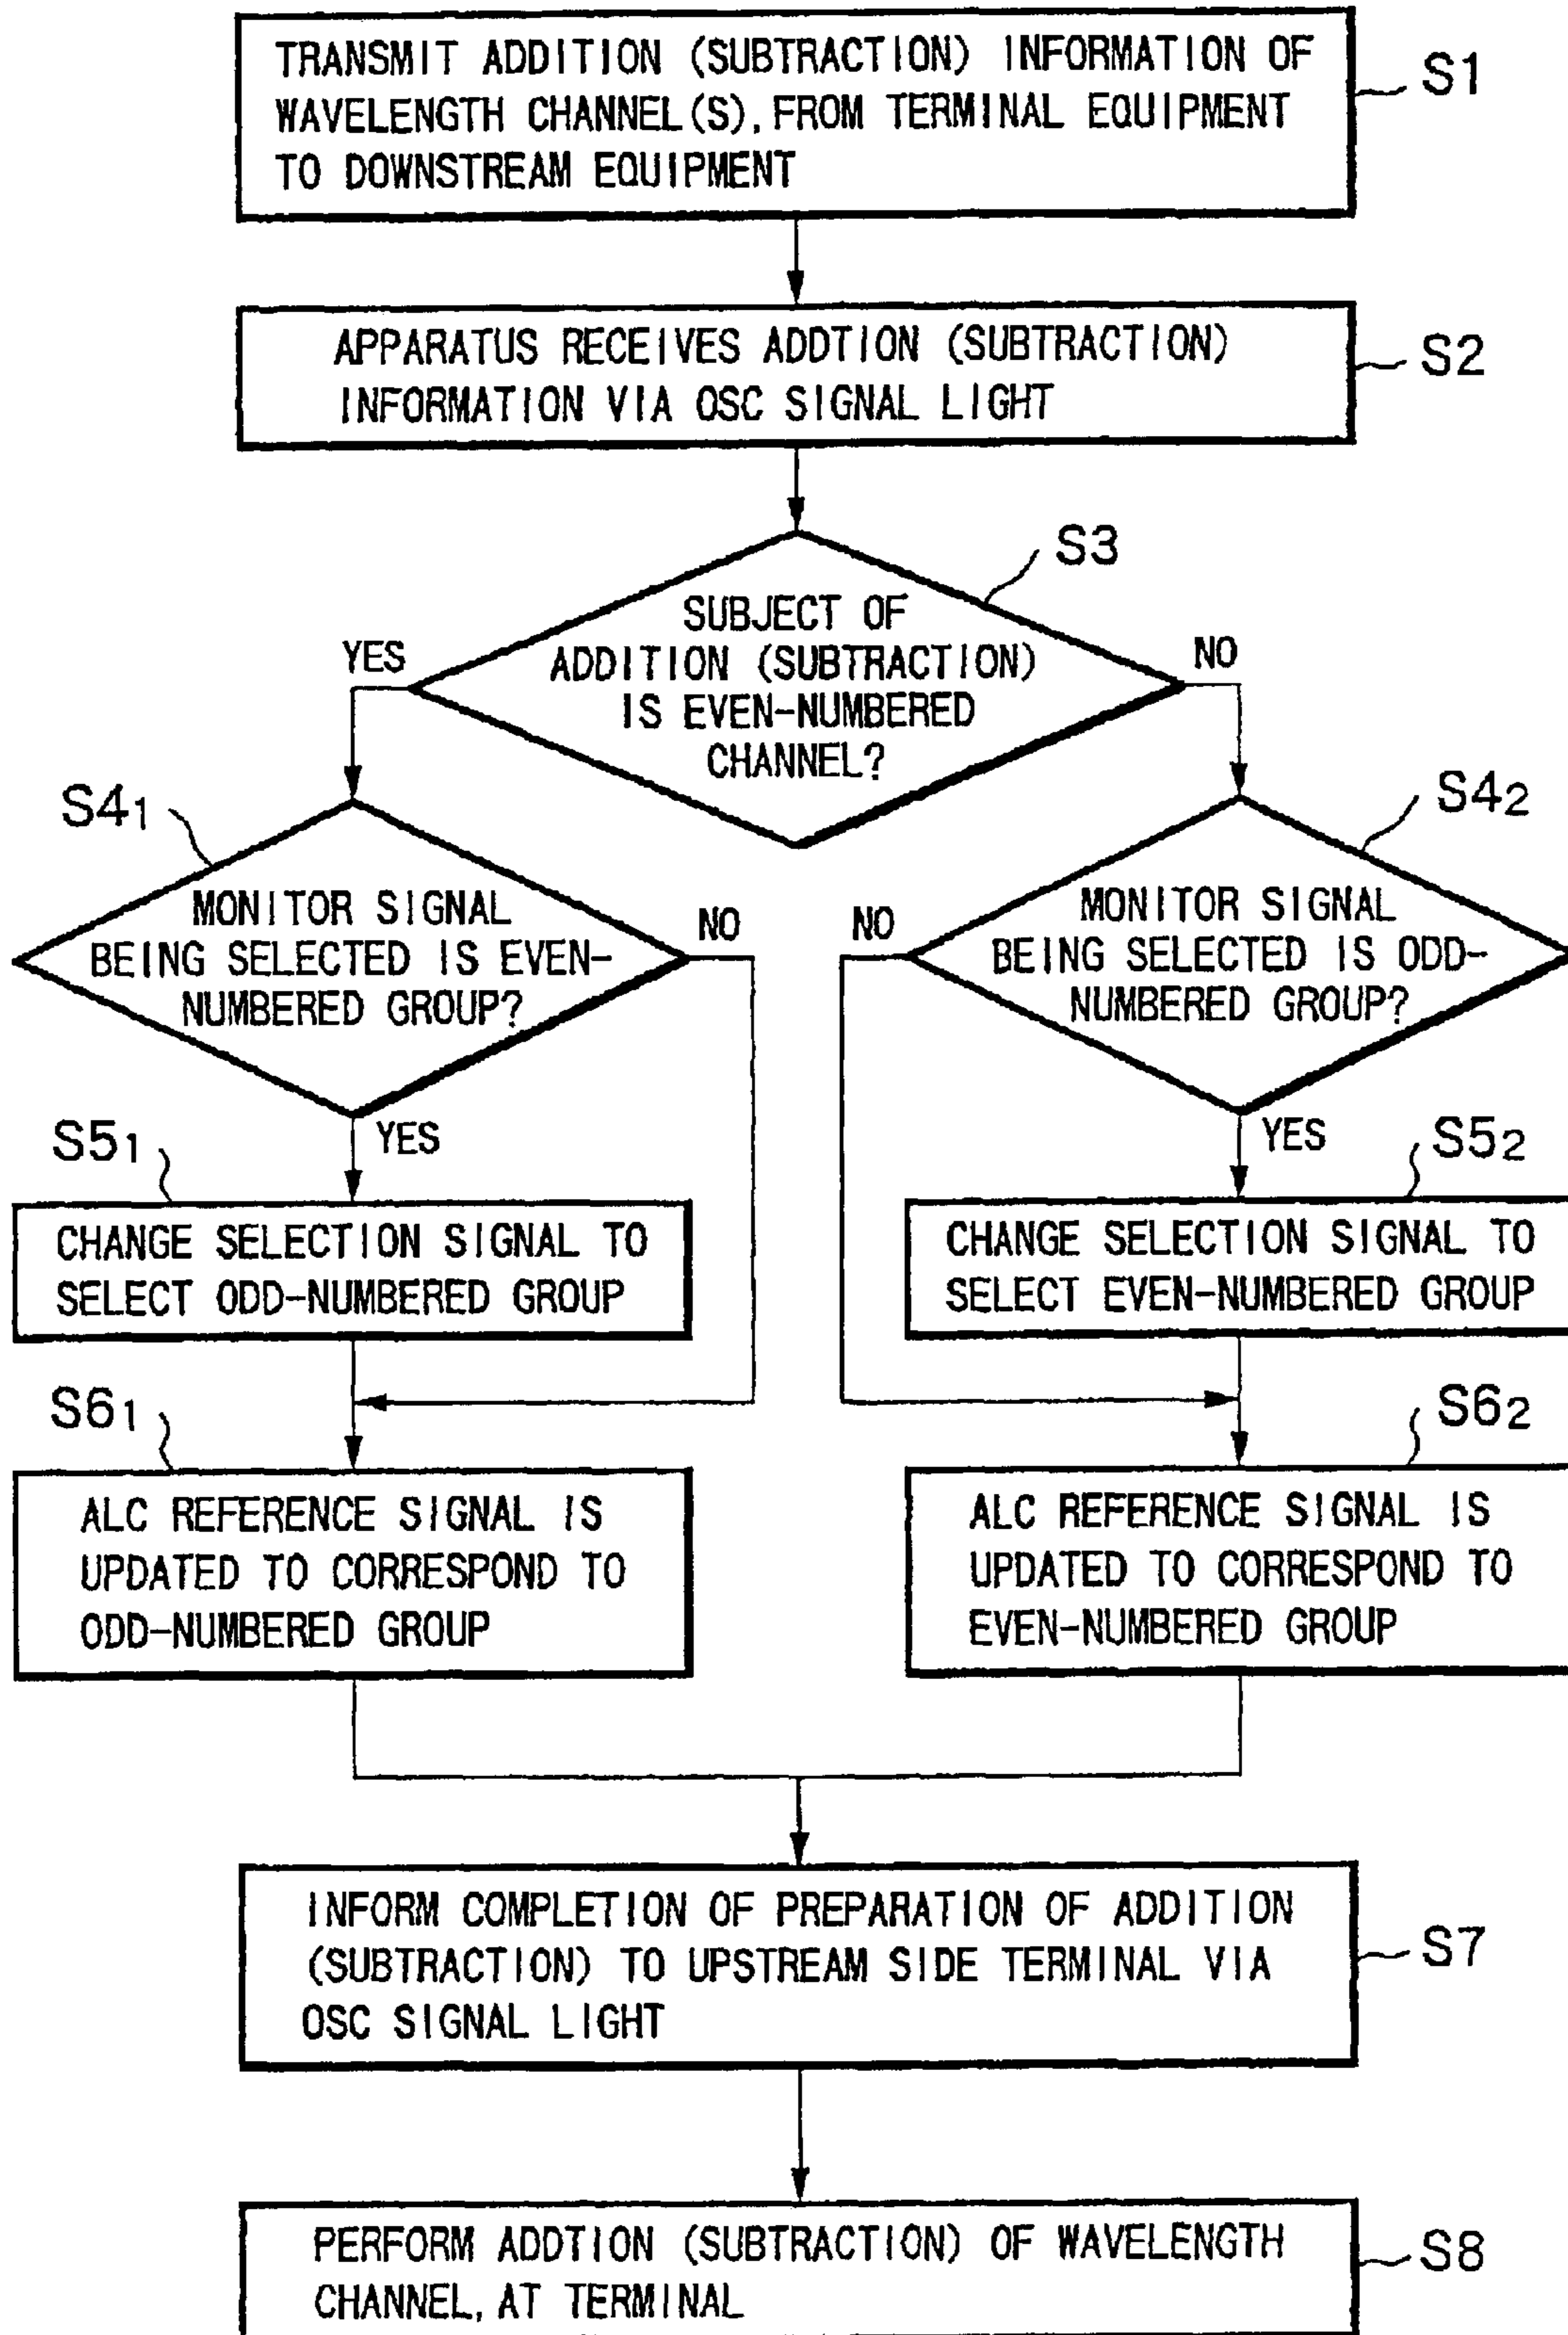 TRANSMIT ADDITION (SUBTRACTION) INFORMATION OF
WAVELENGTH CHANNEL(S), FROM TERMINAL EQUIPMENT
TO DOWNSTREAM EQUIPMENT
S1
APPARATUS RECEIVES ADDTION (SUBTRACTION)
INFORMATION VIA OSC SIGNAL LIGHT
S2
S3
SUBJECT OF
ADDITION (SUBTRACTION)
IS EVEN-NUMBERED
CHANNEL?
YES
NO
S41
MONITOR SIGNAL
BEING SELECTED IS EVEN-
NUMBERED GROUP?
NO
YES
S42
MONITOR SIGNAL
BEING SELECTED IS ODD-
NUMBERED GROUP?
NO
YES
S51
CHANGE SELECTION SIGNAL TO
SELECT ODD-NUMBERED GROUP
S52
CHANGE SELECTION SIGNAL TO
SELECT EVEN-NUMBERED GROUP
S61
ALC REFERENCE SIGNAL IS
UPDATED TO CORRESPOND TO
ODD-NUMBERED GROUP
S62
ALC REFERENCE SIGNAL IS
UPDATED TO CORRESPOND TO
EVEN-NUMBERED GROUP
INFORM COMPLETION OF PREPARATION OF ADDITION
(SUBTRACTION) TO UPSTREAM SIDE TERMINAL VIA
OSC SIGNAL LIGHT
S7
PERFORM ADDTION (SUBTRACTION) OF WAVELENGTH
CHANNEL, AT TERMINAL
S8